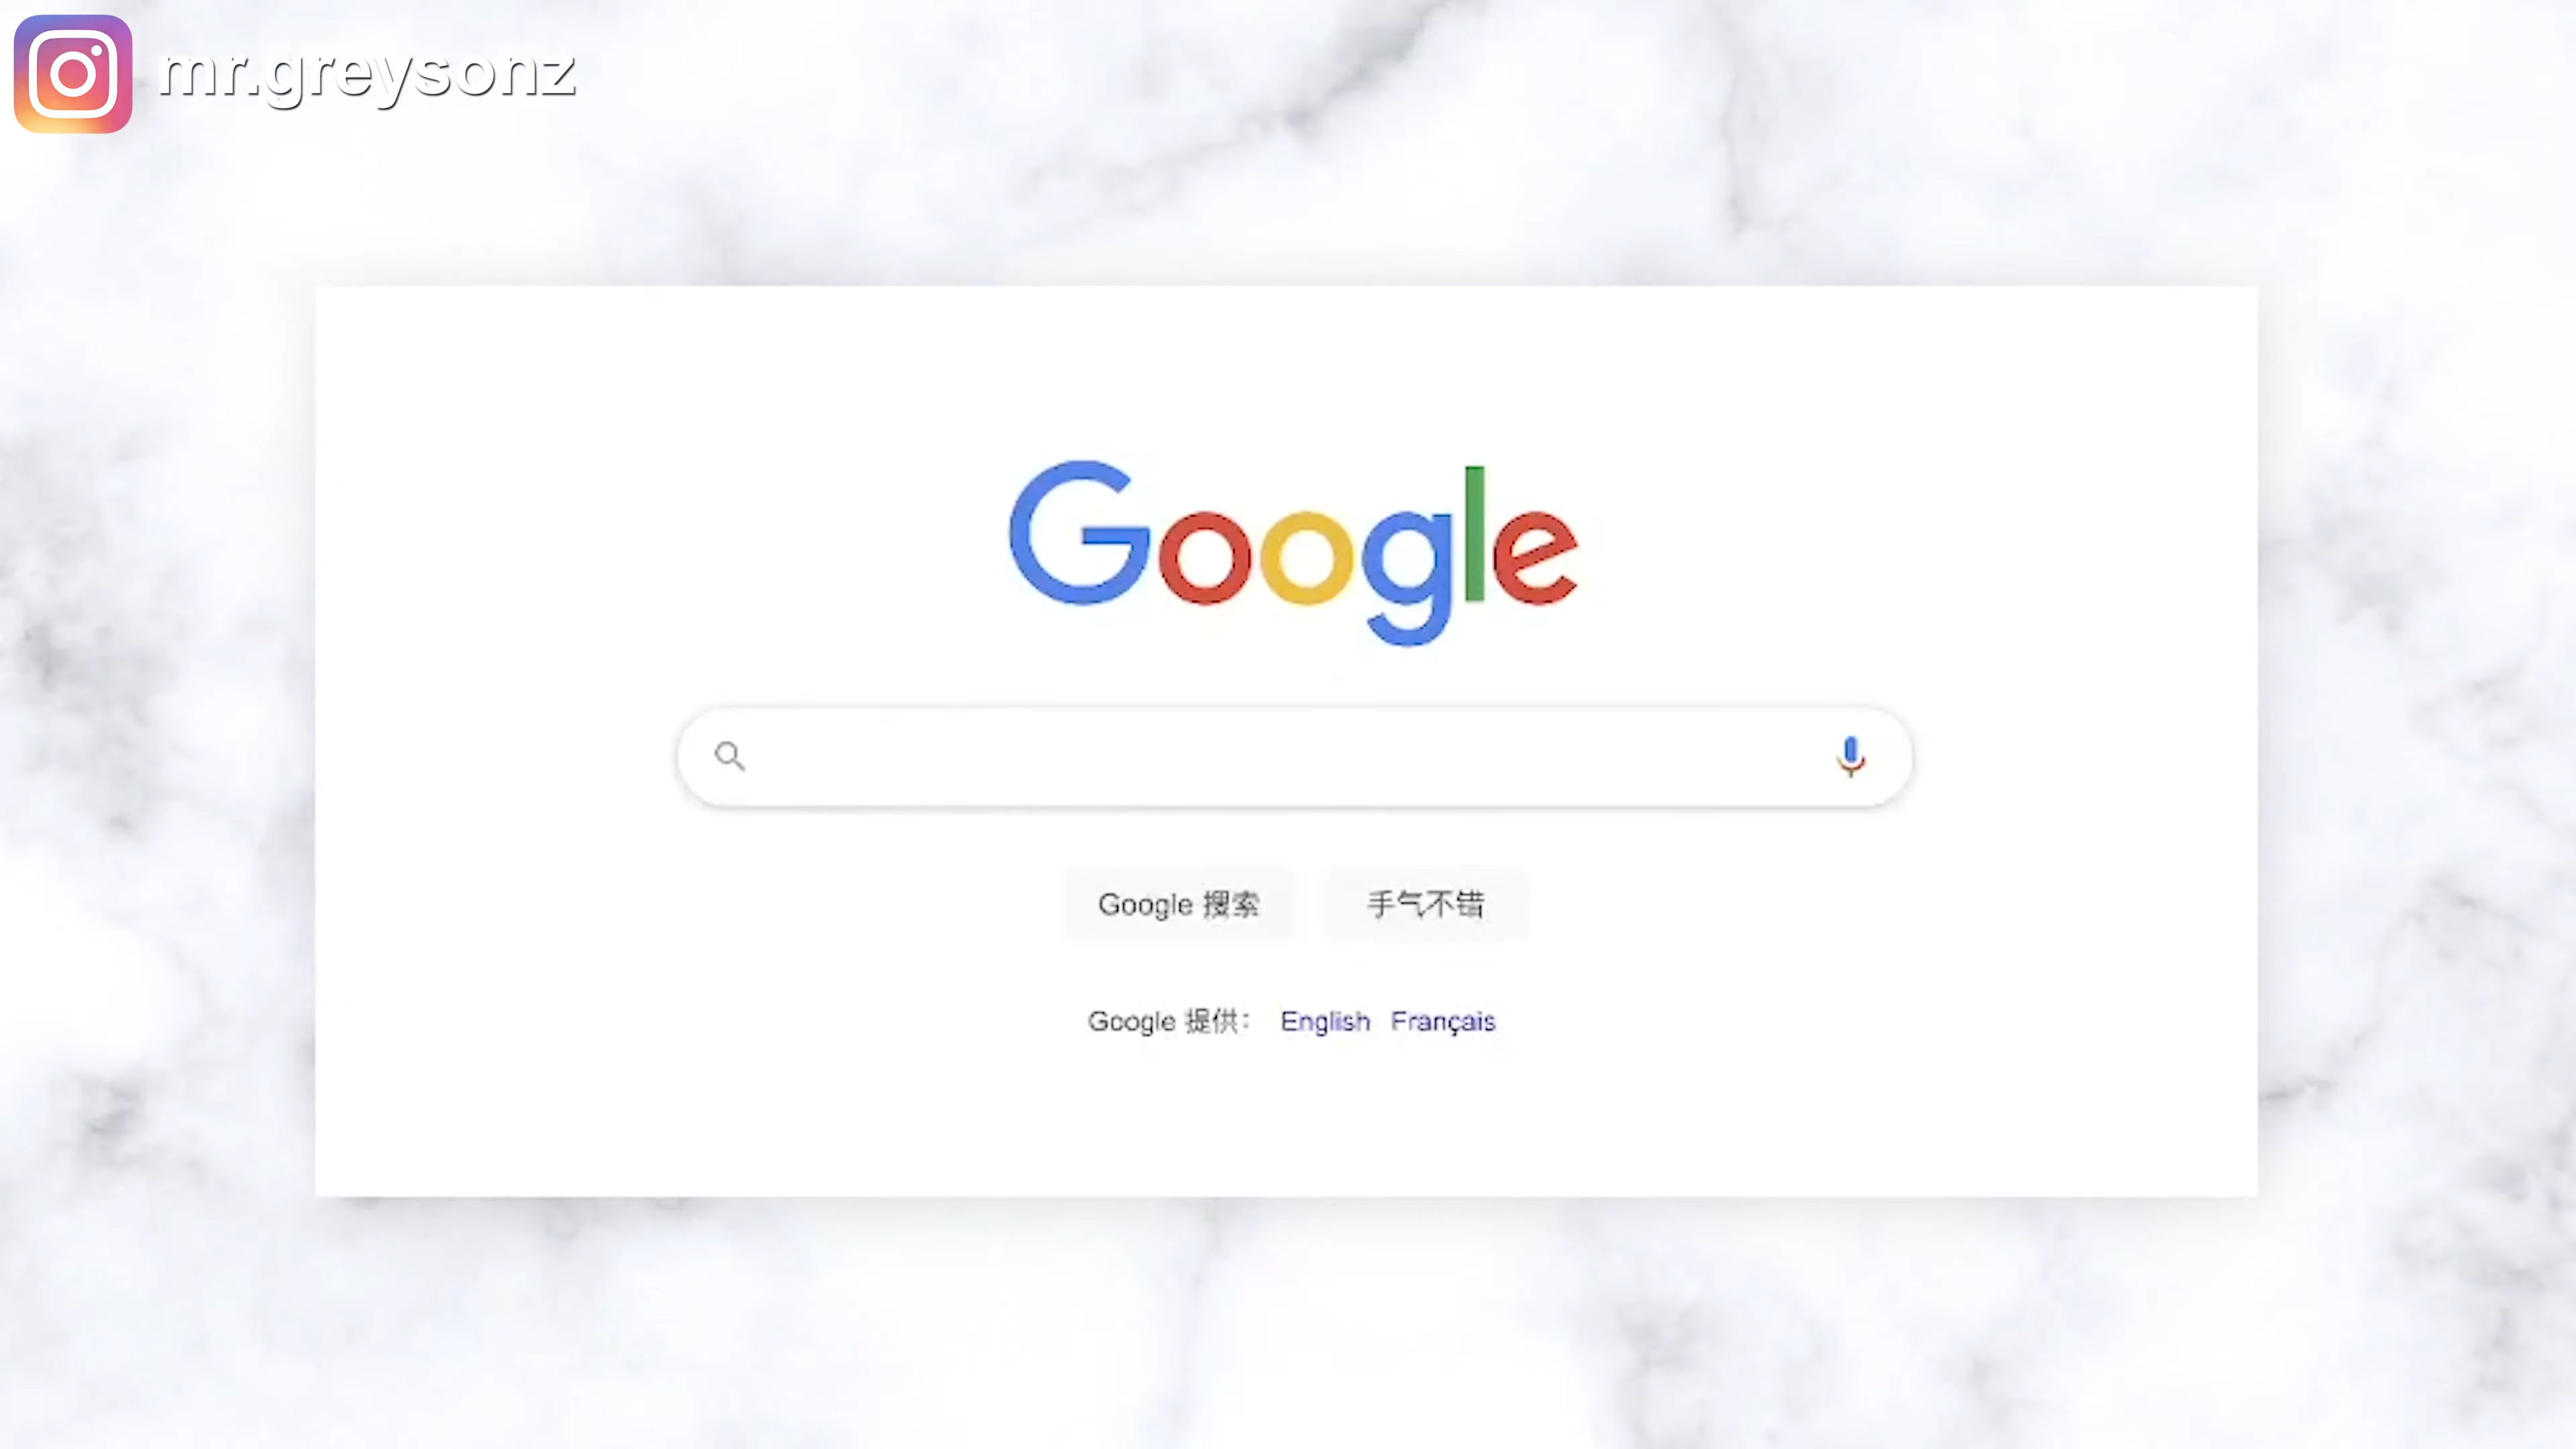 mr.greysonz
Google
Google 搜索
手气不错
Google 提供： English Français